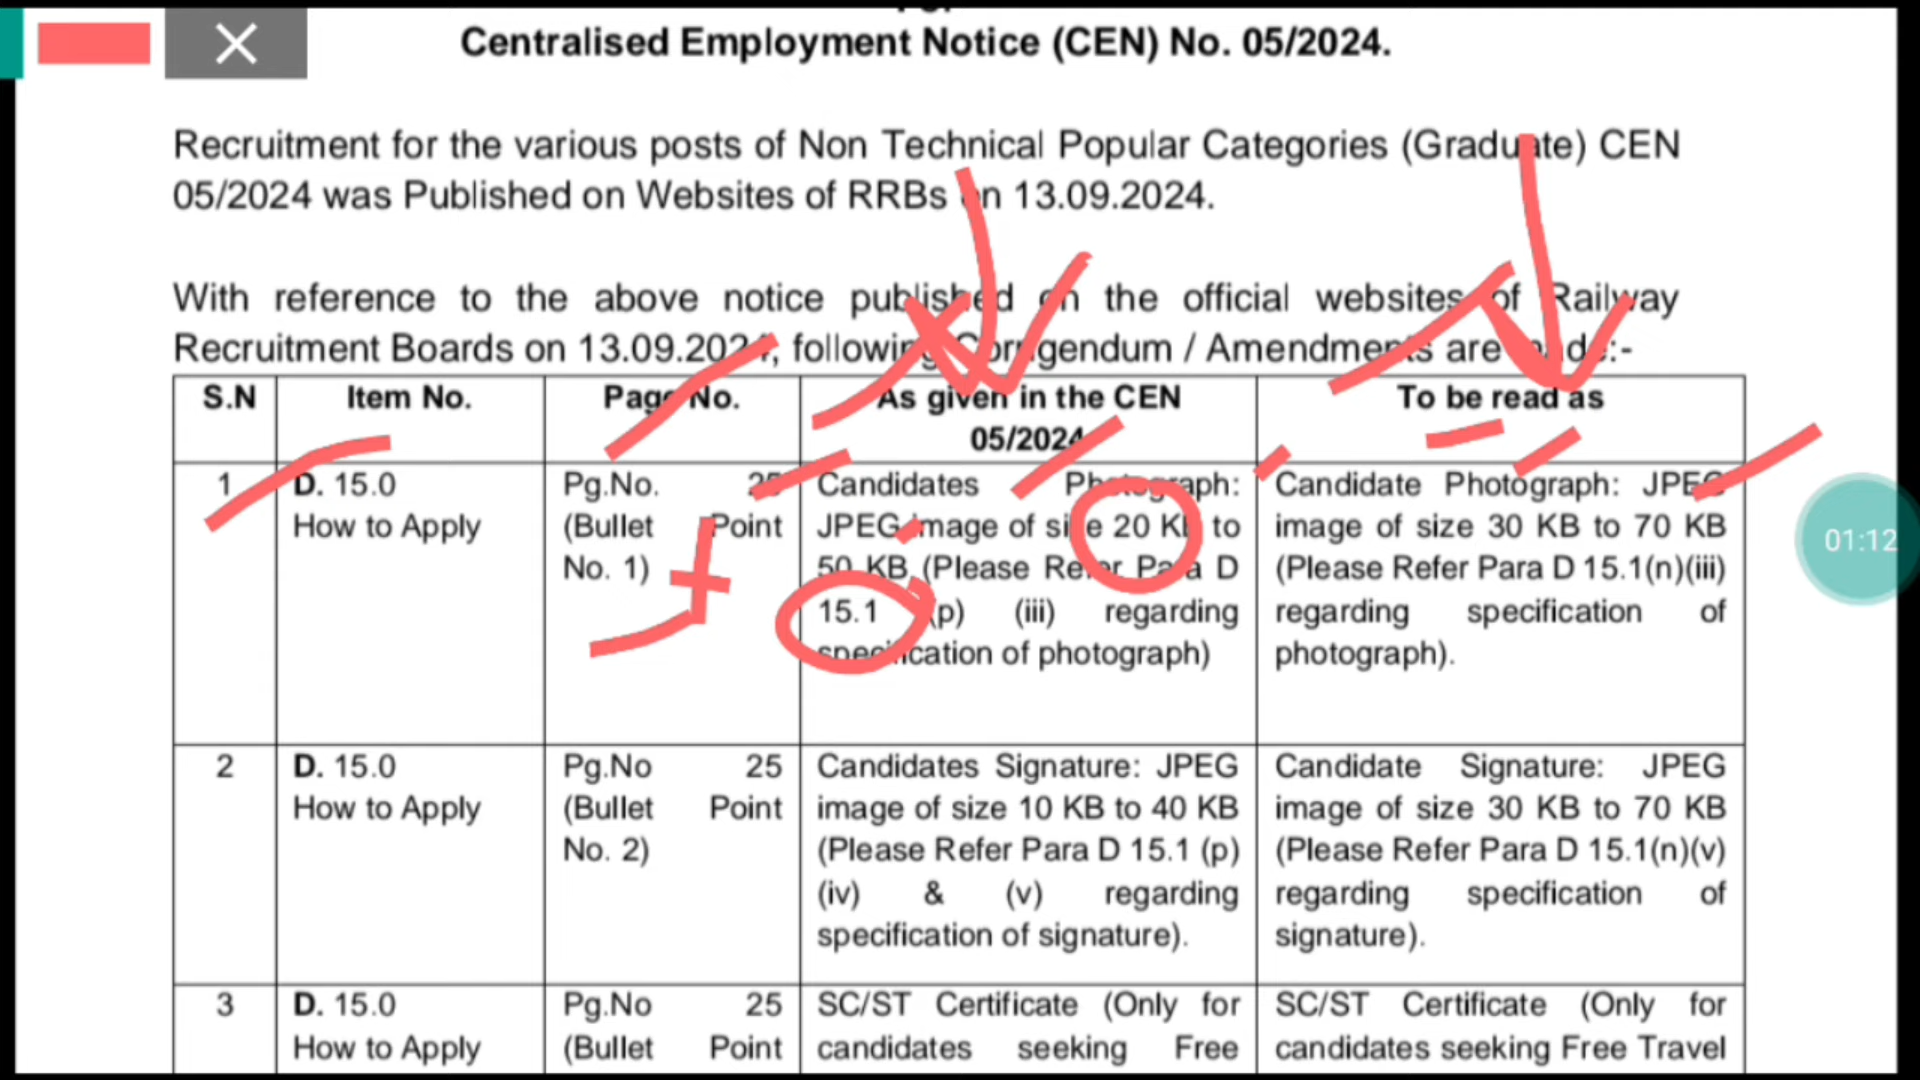 Centralised Employment Notice (CEN) No. 05/2024.
Recruitment for the various posts of Non Technical Popular Categories (Graduate) CEN
05/2024 was Published on Websites of RRBs on 13.09.2024.
With reference to the above notice published on the official websites of Railway
Recruitment Boards on 13.09.2024, following Corrigendum / Amendments are made:-
S.N
Item No.
Page No.
As given in the CEN
05/2024
To be read as
1
D. 15.0
How to Apply
Pg.No. 25
(Bullet Point
No. 1)
Candidates Photograph:
JPEG image of size 20 KB to
50 KB (Please Refer Para D
15.1 (p) (iii) regarding
specification of photograph)
Candidate Photograph: JPEG
image of size 30 KB to 70 KB
(Please Refer Para D 15.1(n)(iii)
regarding specification of
photograph).
2
D. 15.0
How to Apply
Pg.No 25
(Bullet Point
No. 2)
Candidates Signature: JPEG
image of size 10 KB to 40 KB
(Please Refer Para D 15.1 (p)
(iv) & (v) regarding
specification of signature).
Candidate Signature: JPEG
image of size 30 KB to 70 KB
(Please Refer Para D 15.1(n)(v)
regarding specification of
signature).
3
D. 15.0
How to Apply
Pg.No 25
(Bullet Point
SC/ST Certificate (Only for
candidates seeking Free
SC/ST Certificate (Only for
candidates seeking Free Travel
01:12